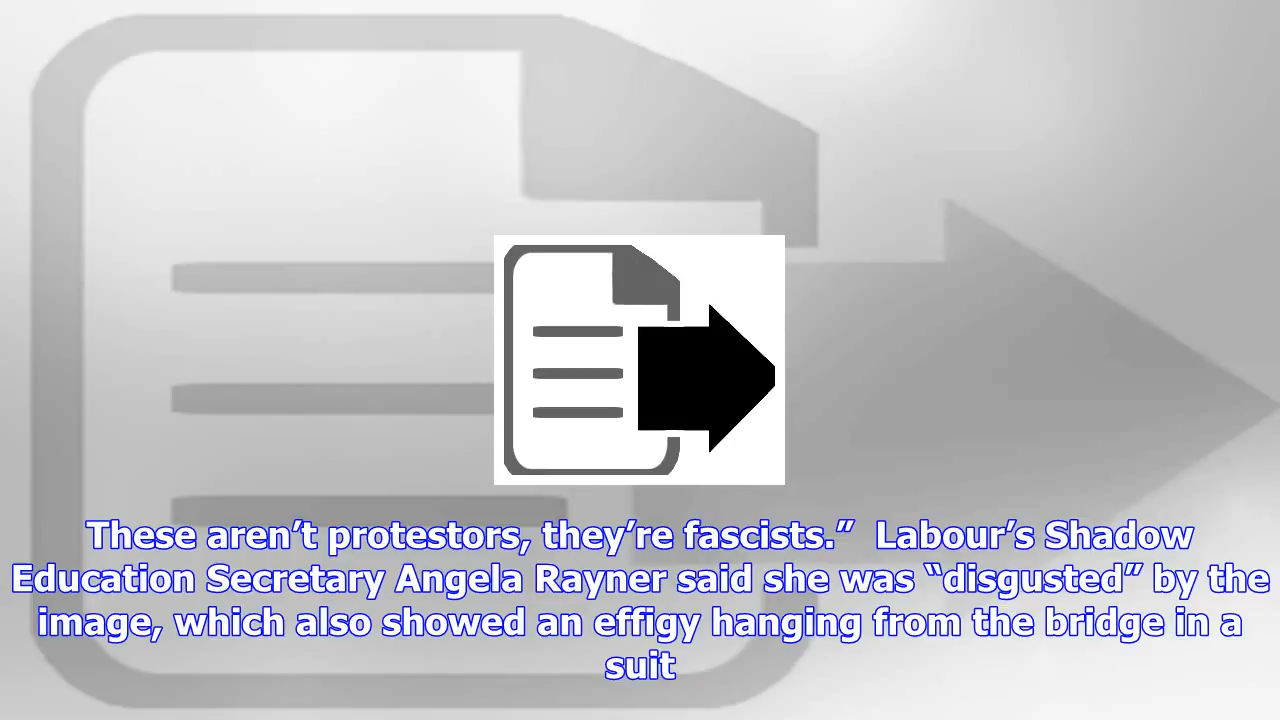 These aren’t protestors, they’re fascists.”  Labour’s Shadow
Education Secretary Angela Rayner said she was “disgusted” by the
image, which also showed an effigy hanging from the bridge in a
suit